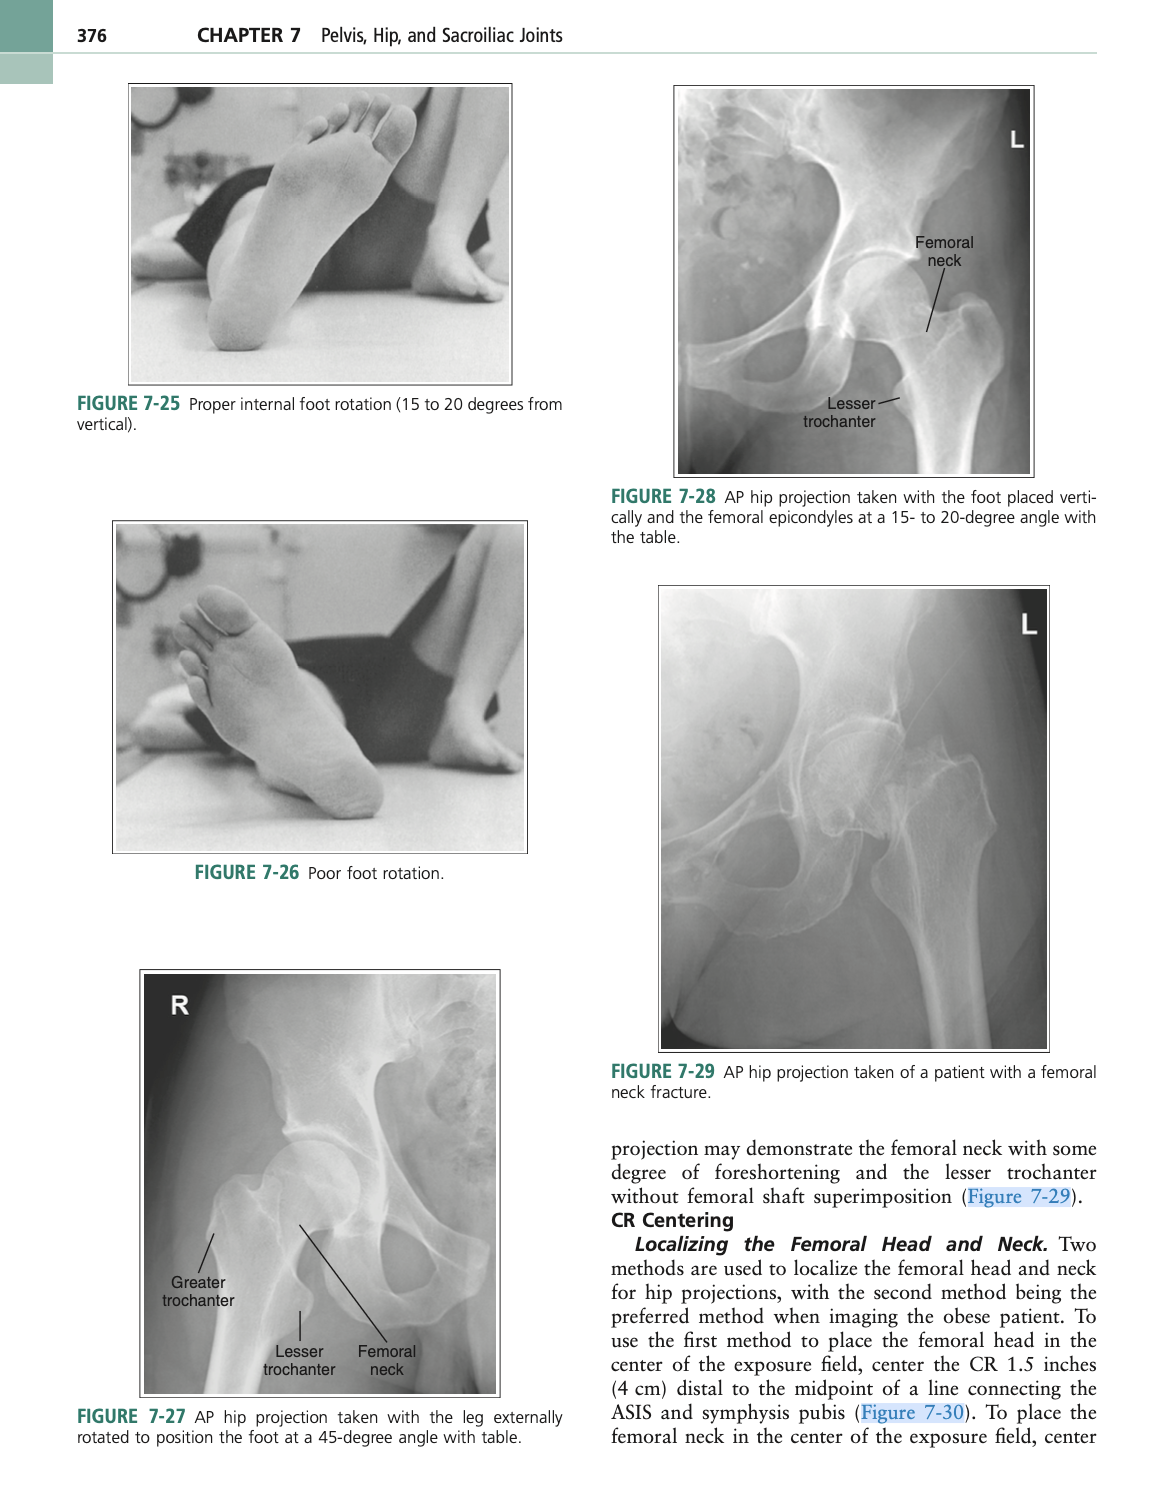 376 CHAPTER 7 Pelvis, Hip, and Sacroiliac Joints
FIGURE 7-25 Proper internal foot rotation (15 to 20 degrees from
vertical).
FIGURE 7-26 Poor foot rotation.
R
Greater
trochanter
Lesser
trochanter
Femoral
neck
FIGURE 7-27 AP hip projection taken with the leg externally
rotated to position the foot at a 45-degree angle with table.
L
Femoral
neck
Lesser
trochanter
FIGURE 7-28 AP hip projection taken with the foot placed verti-
cally and the femoral epicondyles at a 15- to 20-degree angle with
the table.
L
FIGURE 7-29 AP hip projection taken of a patient with a femoral
neck fracture.
projection may demonstrate the femoral neck with some
degree of foreshortening and the lesser trochanter
without femoral shaft superimposition (Figure 7-29).
CR Centering
Localizing the Femoral Head and Neck. Two
methods are used to localize the femoral head and neck
for hip projections, with the second method being the
preferred method when imaging the obese patient. To
use the first method to place the femoral head in the
center of the exposure field, center the CR 1.5 inches
(4 cm) distal to the midpoint of a line connecting the
ASIS and symphysis pubis (Figure 7-30). To place the
femoral neck in the center of the exposure field, center